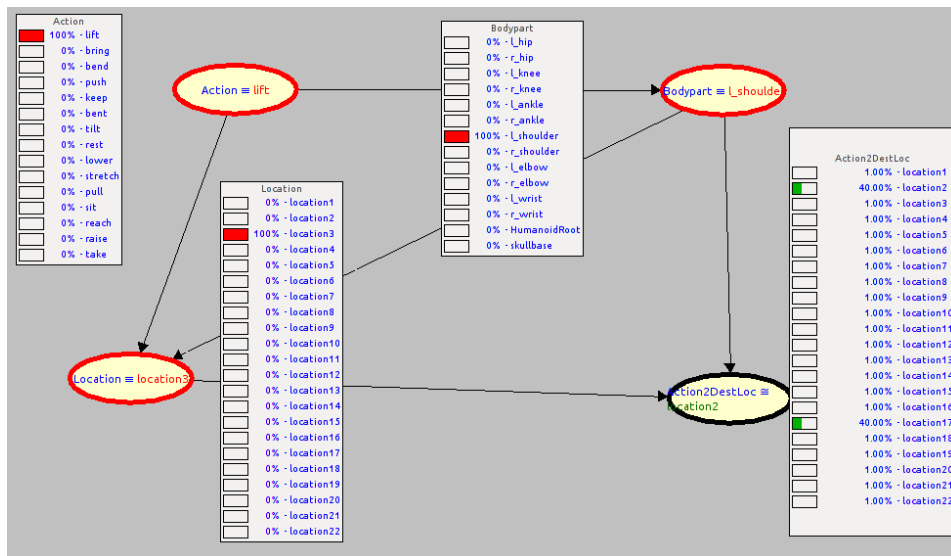 Action
100% - lift
0% - bring
0% - bend
0% - push
0% - keep
0% - bent
0% - tilt
0% - rest
0% - lower
0% - stretch
0% - pull
0% - sit
0% - reach
0% - raise
0% - take
Action ≡ lift
Bodypart
0% - l_hip
0% - r_hip
0% - l_knee
0% - r_knee
0% - l_ankle
0% - r_ankle
100% - l_shoulder
0% - r_shoulder
0% - l_elbow
0% - r_elbow
0% - l_wrist
0% - r_wrist
0% - HumanoidRoot
0% - skullbase
Bodypart ≡ l_shoulde
Location
0% - location1
0% - location2
100% - location3
0% - location4
0% - location5
0% - location6
0% - location7
0% - location8
0% - location9
0% - location10
0% - location11
0% - location12
0% - location13
0% - location14
0% - location15
0% - location16
0% - location17
0% - location18
0% - location19
0% - location20
0% - location21
0% - location22
Location ≡ location3
Action2DestLoc ≅
location2
Action2DestLoc
1.00% - location1
40.00% - location2
1.00% - location3
1.00% - location4
1.00% - location5
1.00% - location6
1.00% - location7
1.00% - location8
1.00% - location9
1.00% - location10
1.00% - location11
1.00% - location12
1.00% - location13
1.00% - location14
1.00% - location15
1.00% - location16
40.00% - location17
1.00% - location18
1.00% - location19
1.00% - location20
1.00% - location21
1.00% - location22